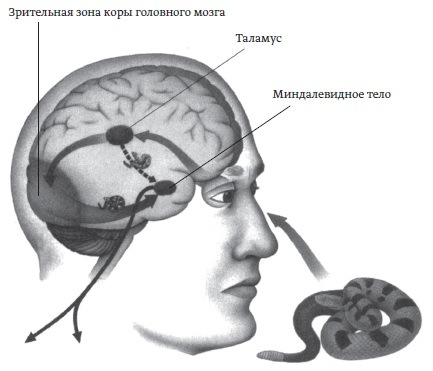 Зрительная зона коры головного мозга
Таламус
Миндалевидное тело